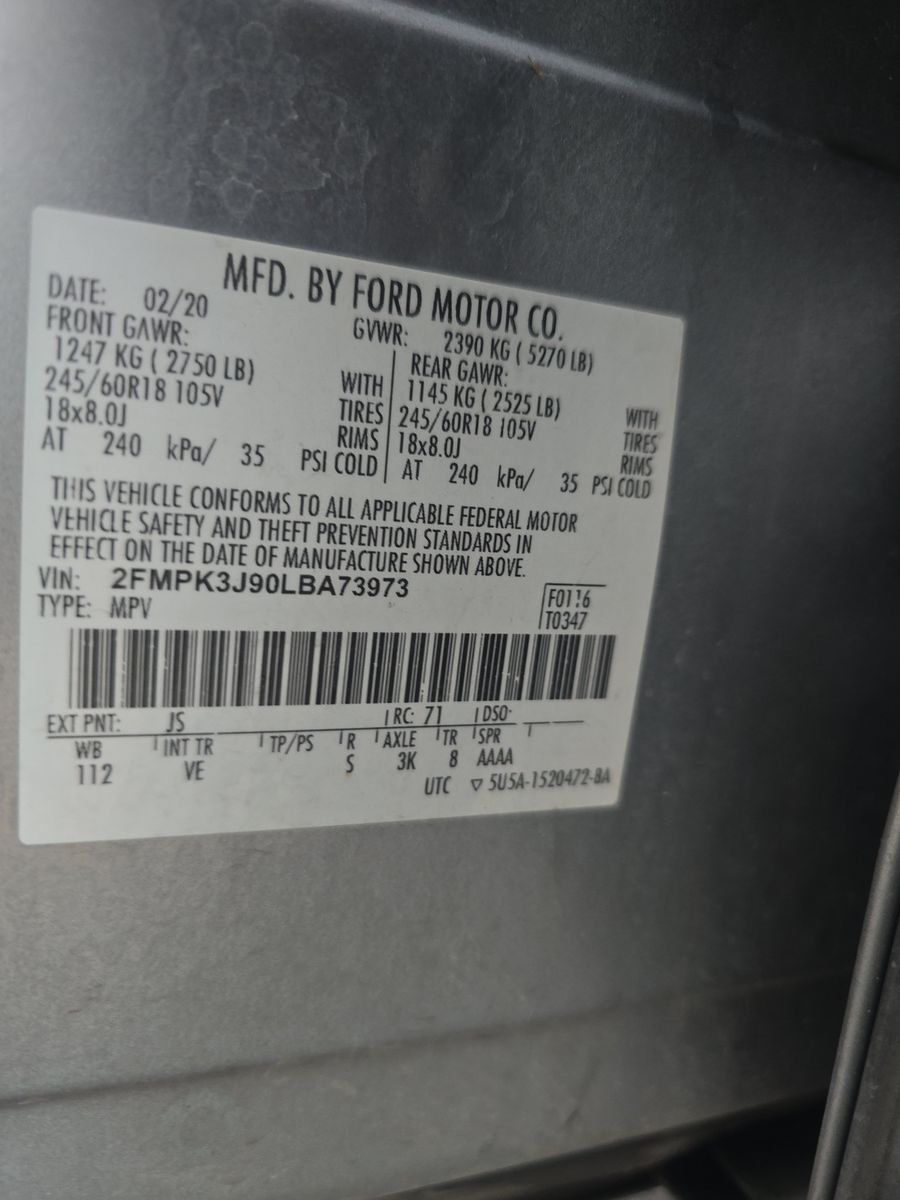 MFD. BY FORD MOTOR CO.
DATE: 02/20 GVWR: 2390 KG ( 5270 LB)
FRONT GAWR: REAR GAWR:
1247 KG ( 2750 LB) WITH 1145 KG ( 2525 LB) WITH
245/60R18 105V TIRES 245/60R18 105V TIRES
18x8.0J RIMS 18x8.0J RIMS
AT 240 kPa/ 35 PSI COLD AT 240 kPa/ 35 PSI COLD
THIS VEHICLE CONFORMS TO ALL APPLICABLE FEDERAL MOTOR
VEHICLE SAFETY AND THEFT PREVENTION STANDARDS IN
EFFECT ON THE DATE OF MANUFACTURE SHOWN ABOVE.
VIN: 2FMPK3J90LBA73973
TYPE: MPV F0116
T0347
EXT PNT: JS RC: 71 DSO:
WB INT TR TP/PS R AXLE TR SPR
112 VE S 3K 8 AAAA
UTC ▽ 5U5A-1520472-BA